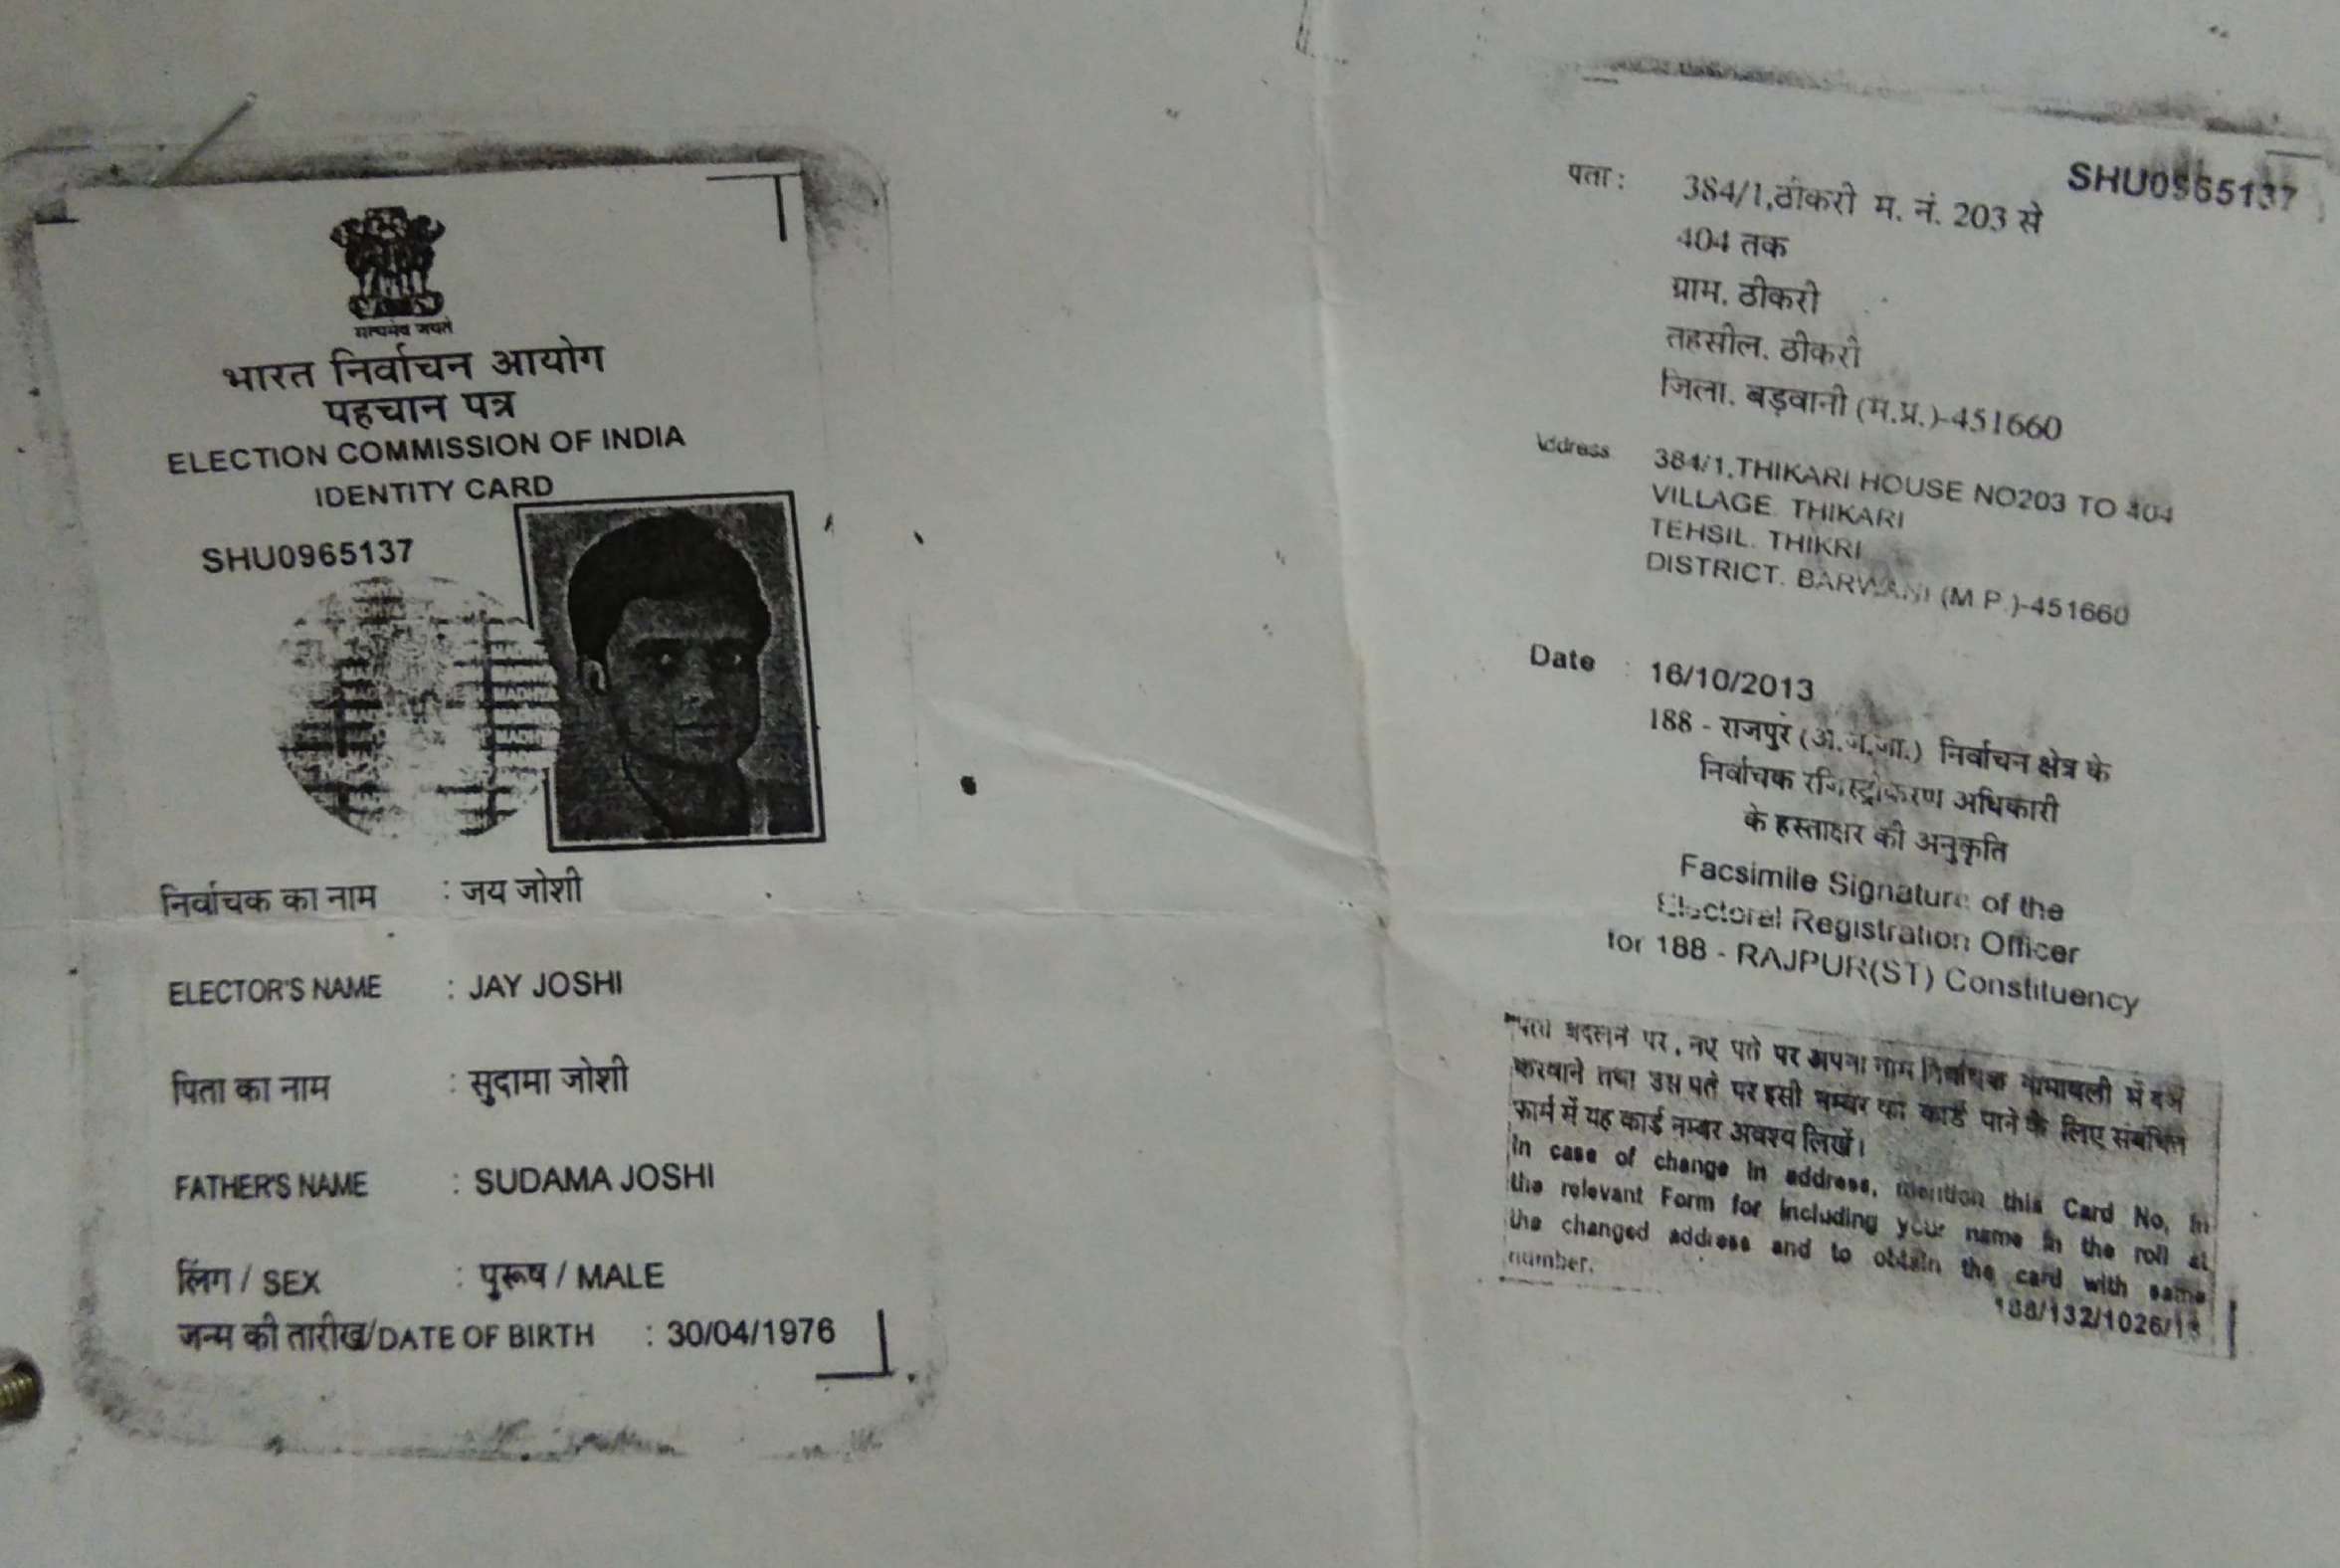 सत्यमेव जयते
भारत निर्वाचन आयोग
पहचान पत्र
ELECTION COMMISSION OF INDIA
IDENTITY CARD
SHU0965137
MADHYA
MADHYA
MADHYA
निर्वाचक का नाम : जय जोशी
ELECTOR'S NAME : JAY JOSHI
पिता का नाम : सुदामा जोशी
FATHER'S NAME : SUDAMA JOSHI
लिंग / SEX : पुरूष / MALE
जन्म की तारीख/DATE OF BIRTH : 30/04/1976
SHU0965137
पता : 384/1,ठीकरी म. नं. 203 से
404 तक
ग्राम. ठीकरी
तहसील. ठीकरी
जिला. बड़वानी (म.प्र.)-451660
Address 384/1,THIKARI HOUSE NO203 TO 404
VILLAGE. THIKARI
TEHSIL. THIKRI
DISTRICT. BARWANI (M.P.)-451660
Date : 16/10/2013
188 - राजपुर (अ.ज.जा.) निर्वाचन क्षेत्र के
निर्वाचक रजिस्ट्रीकरण अधिकारी
के हस्ताक्षर की अनुकृति
Facsimile Signature of the
Electoral Registration Officer
for 188 - RAJPUR(ST) Constituency
पता बदलने पर, नए पते पर अपना नाम निर्वाचक नामावली में दर्ज
करवाने तथा उस पते पर इसी नम्बर का कार्ड पाने के लिए संबंधित
फार्म में यह कार्ड नम्बर अवश्य लिखें।
In case of change in address, mention this Card No. in
the relevant Form for including your name in the roll at
the changed address and to obtain the card with same
number.